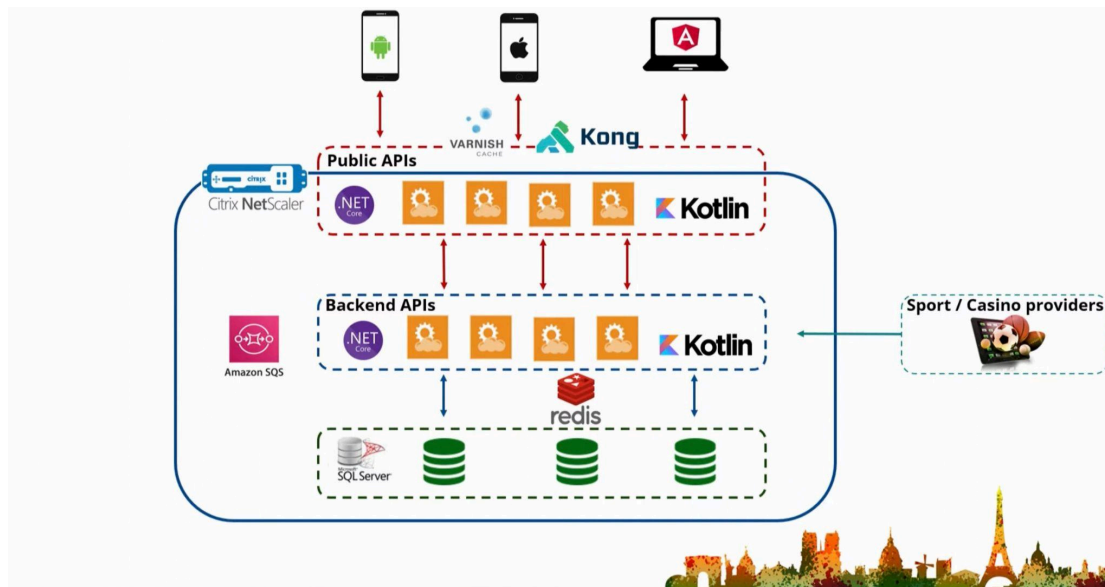 VARNISH
CACHE
Kong
Public APIs
citrix
Citrix NetScaler
.NET
Core
Kotlin
Backend APIs
Sport / Casino providers
.NET
Core
Kotlin
Amazon SQS
redis
Microsoft
SQL Server